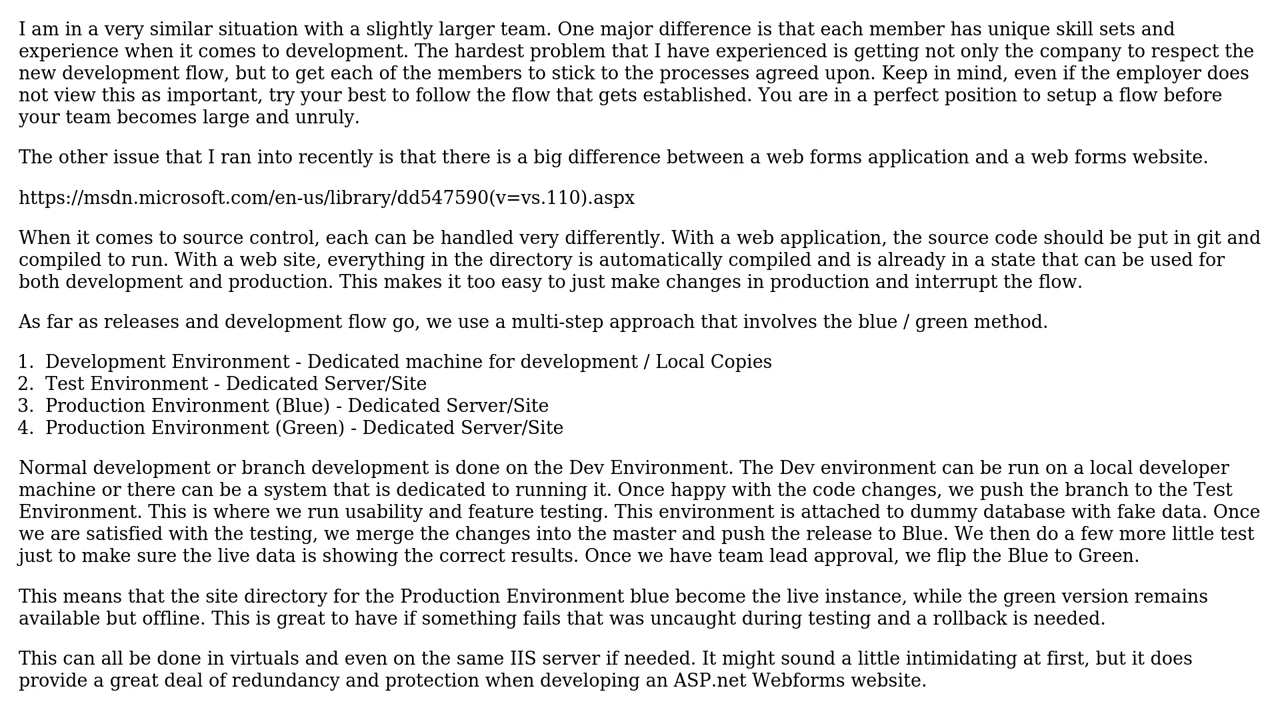 I am in a very similar situation with a slightly larger team. One major difference is that each member has unique skill sets and
experience when it comes to development. The hardest problem that I have experienced is getting not only the company to respect the
new development flow, but to get each of the members to stick to the processes agreed upon. Keep in mind, even if the employer does
not view this as important, try your best to follow the flow that gets established. You are in a perfect position to setup a flow before
your team becomes large and unruly.
The other issue that I ran into recently is that there is a big difference between a web forms application and a web forms website.
https://msdn.microsoft.com/en-us/library/dd547590(v=vs.110).aspx
When it comes to source control, each can be handled very differently. With a web application, the source code should be put in git and
compiled to run. With a web site, everything in the directory is automatically compiled and is already in a state that can be used for
both development and production. This makes it too easy to just make changes in production and interrupt the flow.
As far as releases and development flow go, we use a multi-step approach that involves the blue / green method.
1. Development Environment - Dedicated machine for development / Local Copies
2. Test Environment - Dedicated Server/Site
3. Production Environment (Blue) - Dedicated Server/Site
4. Production Environment (Green) - Dedicated Server/Site
Normal development or branch development is done on the Dev Environment. The Dev environment can be run on a local developer
machine or there can be a system that is dedicated to running it. Once happy with the code changes, we push the branch to the Test
Environment. This is where we run usability and feature testing. This environment is attached to dummy database with fake data. Once
we are satisfied with the testing, we merge the changes into the master and push the release to Blue. We then do a few more little test
just to make sure the live data is showing the correct results. Once we have team lead approval, we flip the Blue to Green.
This means that the site directory for the Production Environment blue become the live instance, while the green version remains
available but offline. This is great to have if something fails that was uncaught during testing and a rollback is needed.
This can all be done in virtuals and even on the same IIS server if needed. It might sound a little intimidating at first, but it does
provide a great deal of redundancy and protection when developing an ASP.net Webforms website.